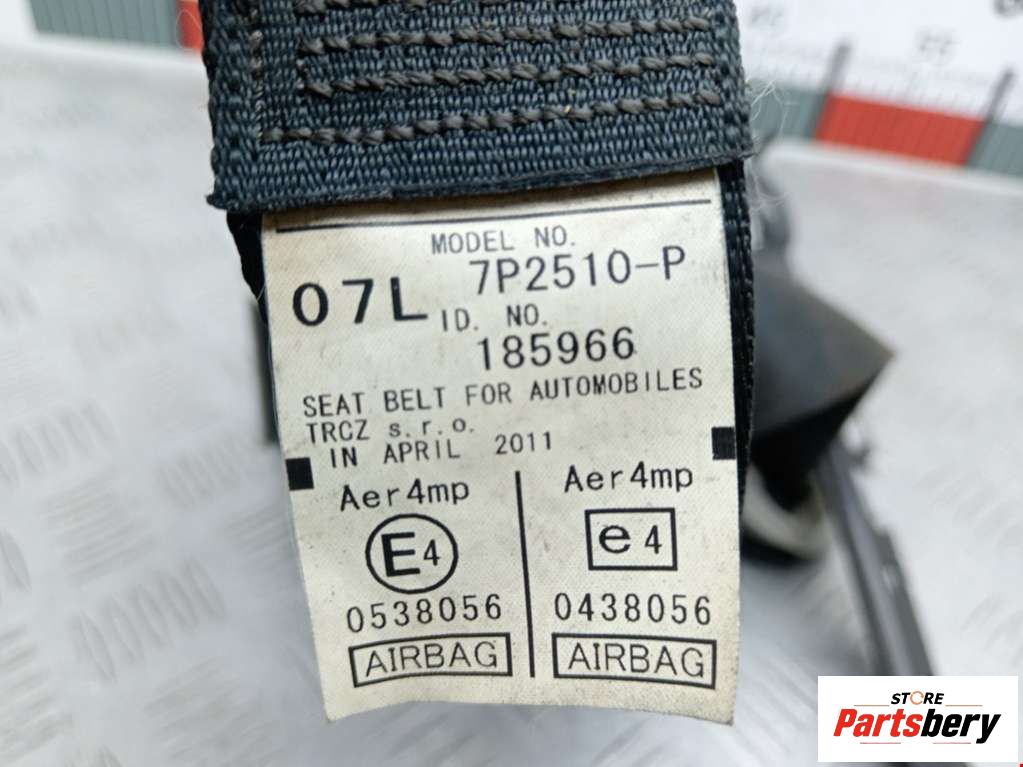 MODEL NO.
07L 7P2510-P
ID. NO.
185966
SEAT BELT FOR AUTOMOBILES
TRCZ s.r.o.
IN APRIL 2011
Aer4mp Aer4mp
E4 e4
0538056 0438056
AIRBAG AIRBAG
STORE
Partsbery